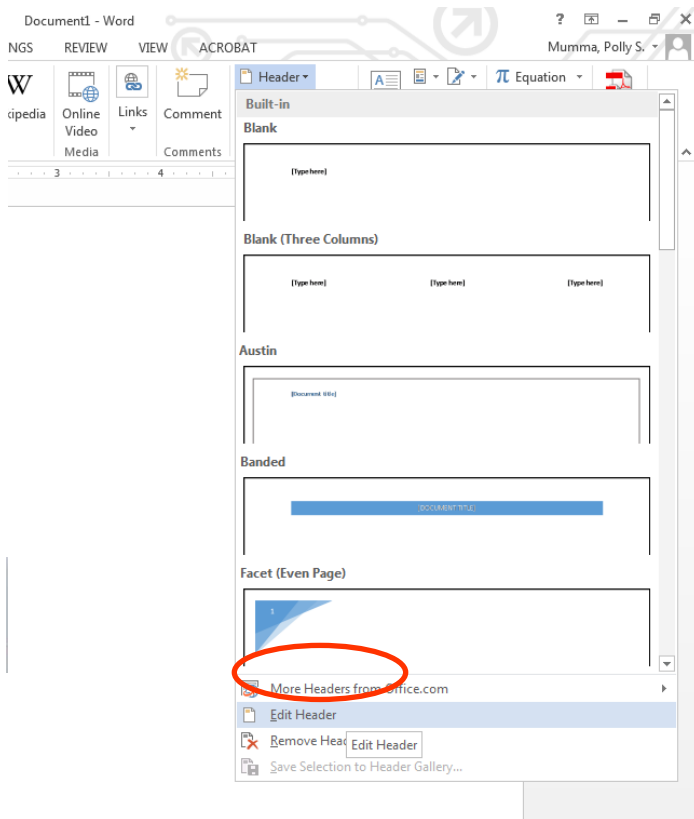 Document1 - Word ?
NGS REVIEW VIEW ACROBAT Mumma, Polly S.
W Header A π Equation
kipedia Online Video Links Comment
Media Comments
3 4
Built-in
Blank
[Type here]
Blank (Three Columns)
[Type here] [Type here] [Type here]
Austin
[Document title]
Banded
[DOCUMENT TITLE]
Facet (Even Page)
1
More Headers from Office.com
Edit Header
Remove Head
Edit Header
Save Selection to Header Gallery...